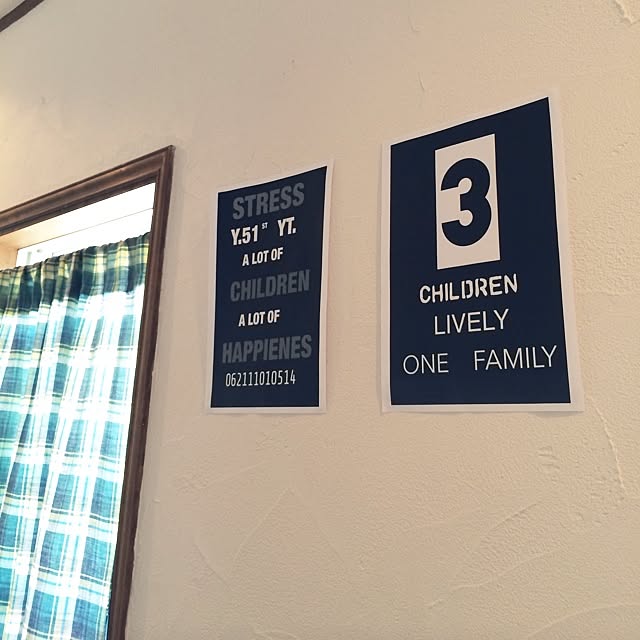 STRESS
Y.51ST YT.
A LOT OF
CHILDREN
A LOT OF
HAPPIENES
062111010514
3
CHILDREN
LIVELY
ONE FAMILY